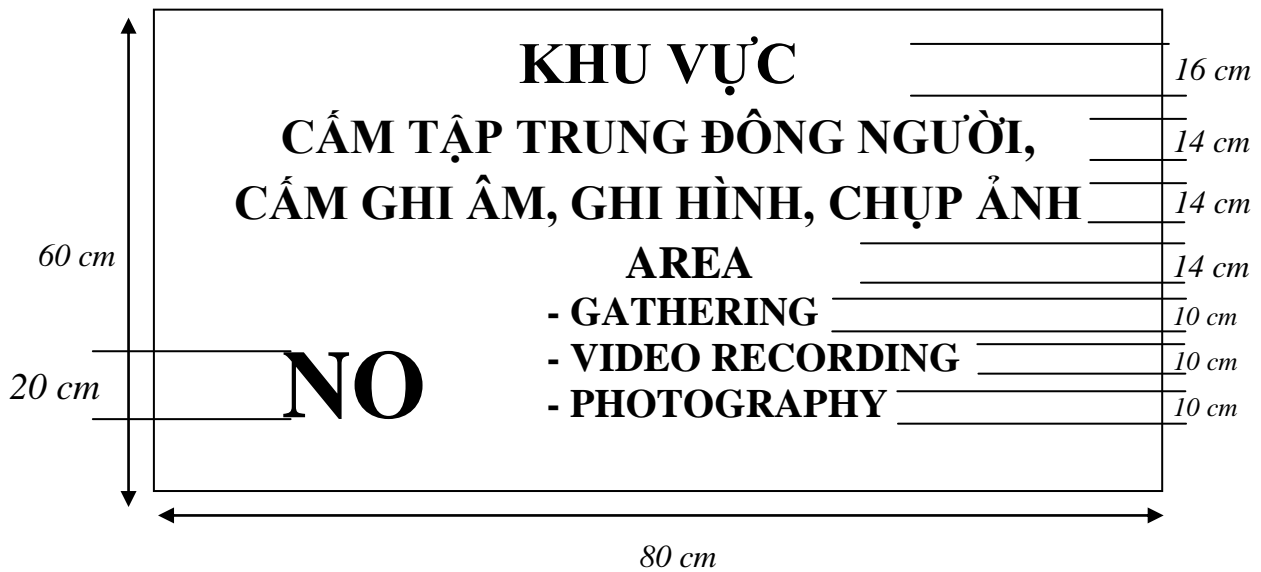 KHU VỰC
16 cm
CẤM TẬP TRUNG ĐÔNG NGƯỜI,
14 cm
CẤM GHI ÂM, GHI HÌNH, CHỤP ẢNH
14 cm
60 cm
AREA
14 cm
- GATHERING
10 cm
20 cm
NO
- VIDEO RECORDING
10 cm
- PHOTOGRAPHY
10 cm
80 cm